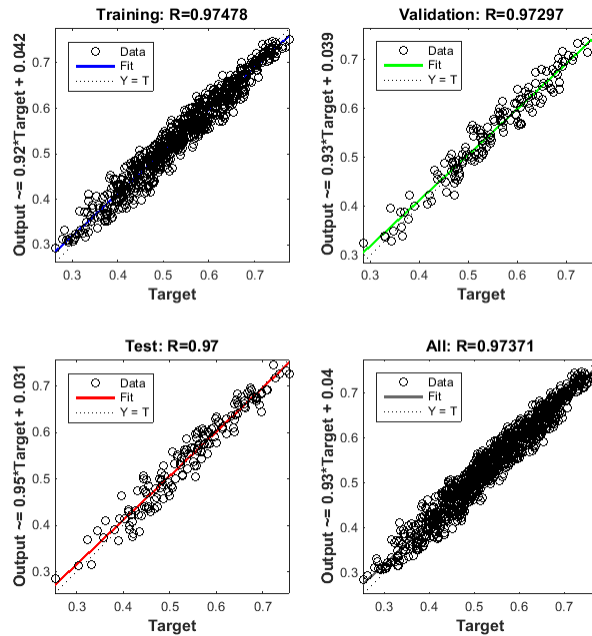 Training: R=0.97478
Output ~= 0.92*Target + 0.042
0.7
0.6
0.5
0.4
0.3
Data
Fit
Y = T
0.3 0.4 0.5 0.6 0.7
Target
Validation: R=0.97297
Output ~= 0.93*Target + 0.039
0.7
0.6
0.5
0.4
0.3
Data
Fit
Y = T
0.3 0.4 0.5 0.6 0.7
Target
Test: R=0.97
Output ~= 0.95*Target + 0.031
0.7
0.6
0.5
0.4
0.3
Data
Fit
Y = T
0.3 0.4 0.5 0.6 0.7
Target
All: R=0.97371
Output ~= 0.93*Target + 0.04
0.7
0.6
0.5
0.4
0.3
Data
Fit
Y = T
0.3 0.4 0.5 0.6 0.7
Target